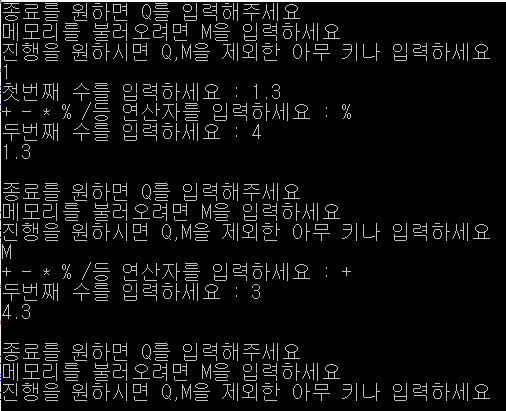 종료를 원하면 Q를 입력해주세요
메모리를 불러오려면 M을 입력하세요
진행을 원하시면 Q,M을 제외한 아무 키나 입력하세요
1
첫번째 수를 입력하세요 : 1.3
+ - * % /등 연산자를 입력하세요 : %
두번째 수를 입력하세요 : 4
1.3
종료를 원하면 Q를 입력해주세요
메모리를 불러오려면 M을 입력하세요
진행을 원하시면 Q,M을 제외한 아무 키나 입력하세요
M
+ - * % /등 연산자를 입력하세요 : +
두번째 수를 입력하세요 : 3
4.3
종료를 원하면 Q를 입력해주세요
메모리를 불러오려면 M을 입력하세요
진행을 원하시면 Q,M을 제외한 아무 키나 입력하세요